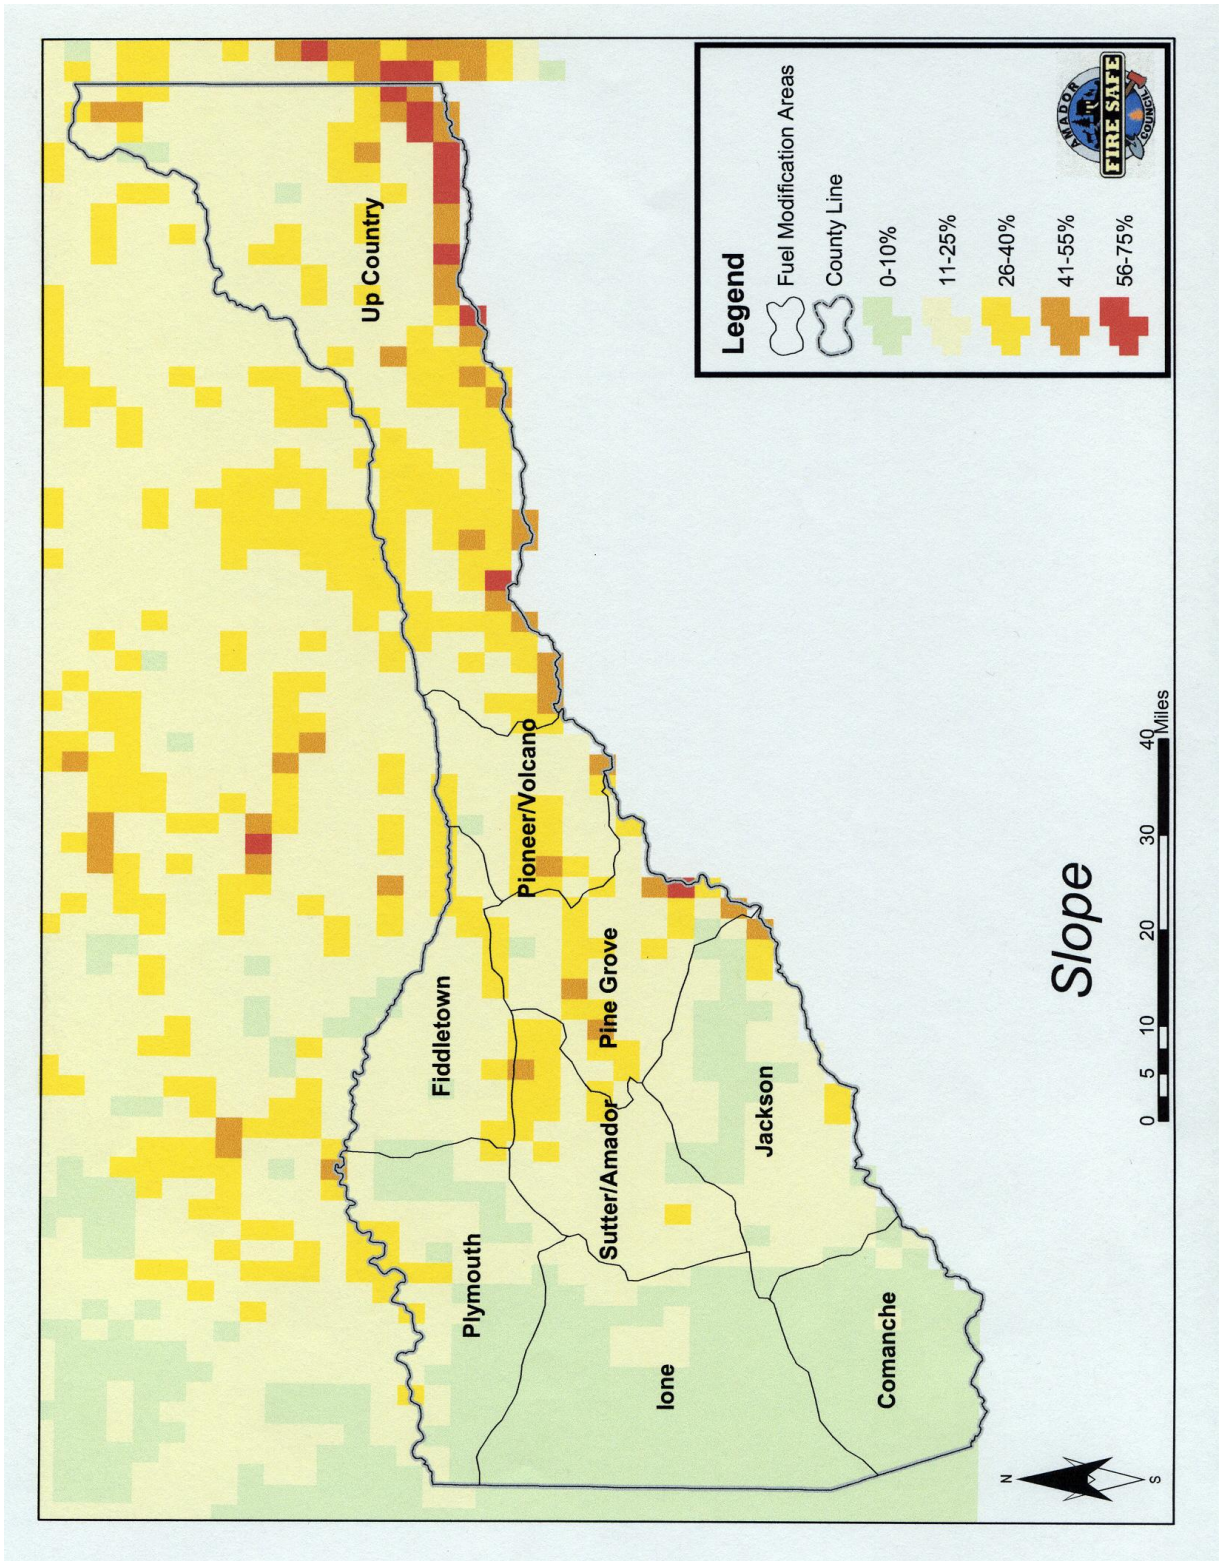 Up Country
Pioneer/Volcano
Fiddletown
Pine Grove
Plymouth
Sutter/Amador
Jackson
Ione
Comanche
Legend
Fuel Modification Areas
County Line
0-10%
11-25%
26-40%
41-55%
56-75%
AMADOR
FIRE SAFE
COUNCIL
Slope
0 5 10 20 30 40
Miles
N
S